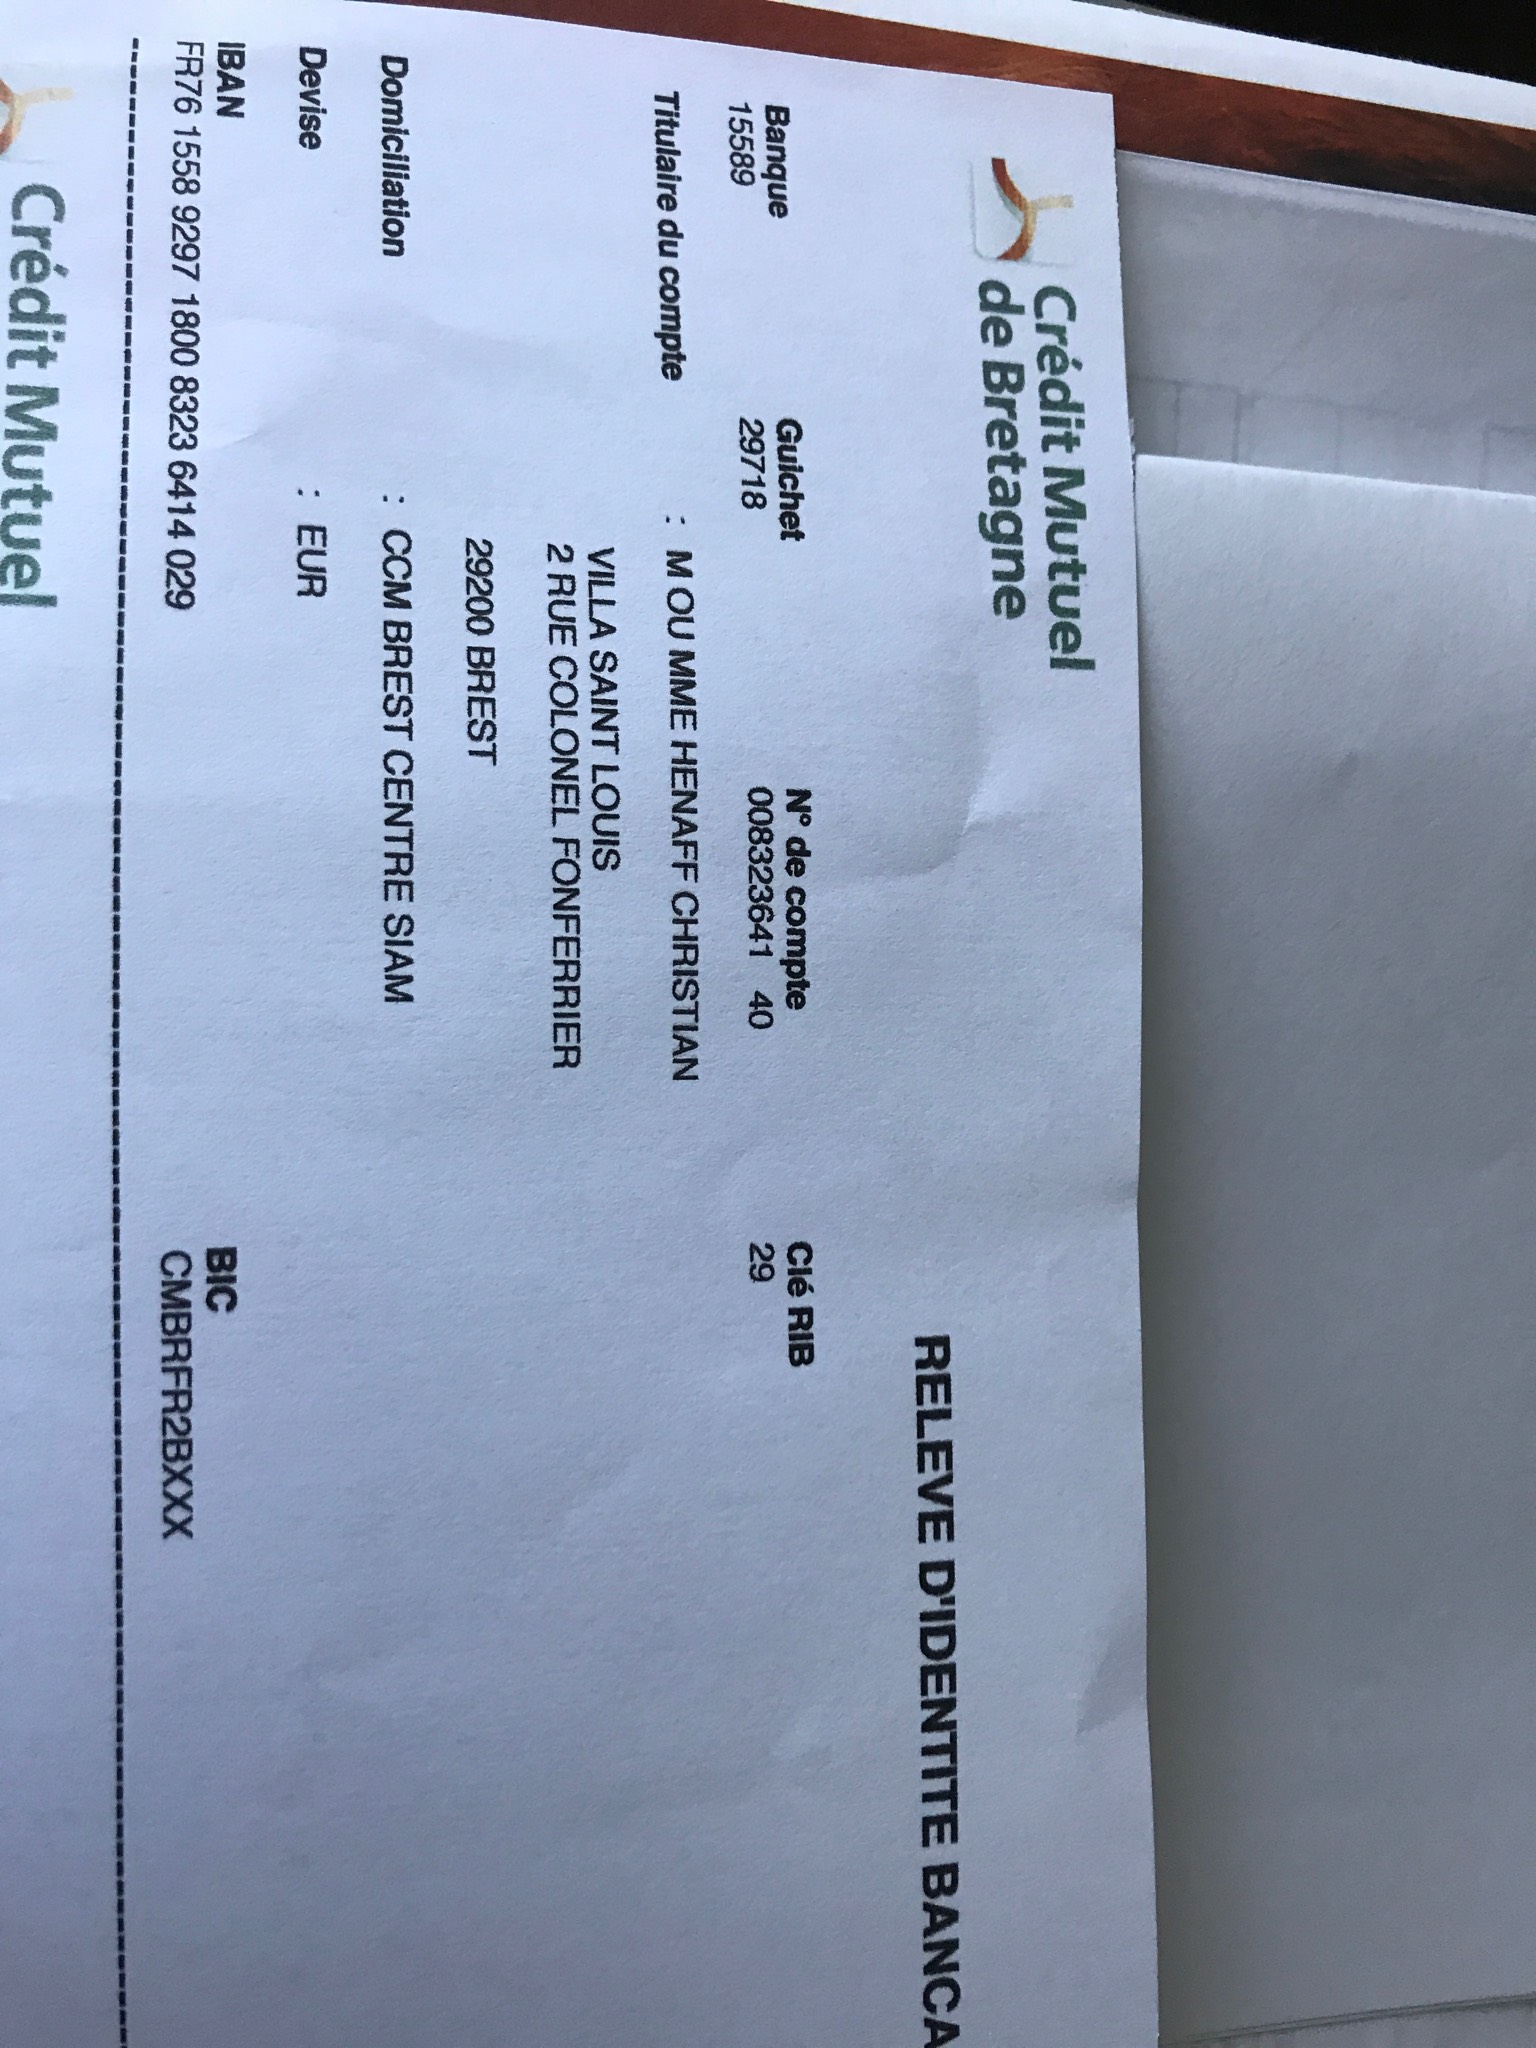 Crédit Mutuel
de Bretagne
RELEVE D'IDENTITE BANCA
Banque Guichet N° de compte Clé RIB
15589 29718 008323641 40 29
Titulaire du compte : M OU MME HENAFF CHRISTIAN
VILLA SAINT LOUIS
2 RUE COLONEL FONFERRIER
29200 BREST
Domiciliation : CCM BREST CENTRE SIAM
Devise : EUR
IBAN BIC
FR76 1558 9297 1800 8323 6414 029 CMBRFR2BXXX
Crédit Mutuel